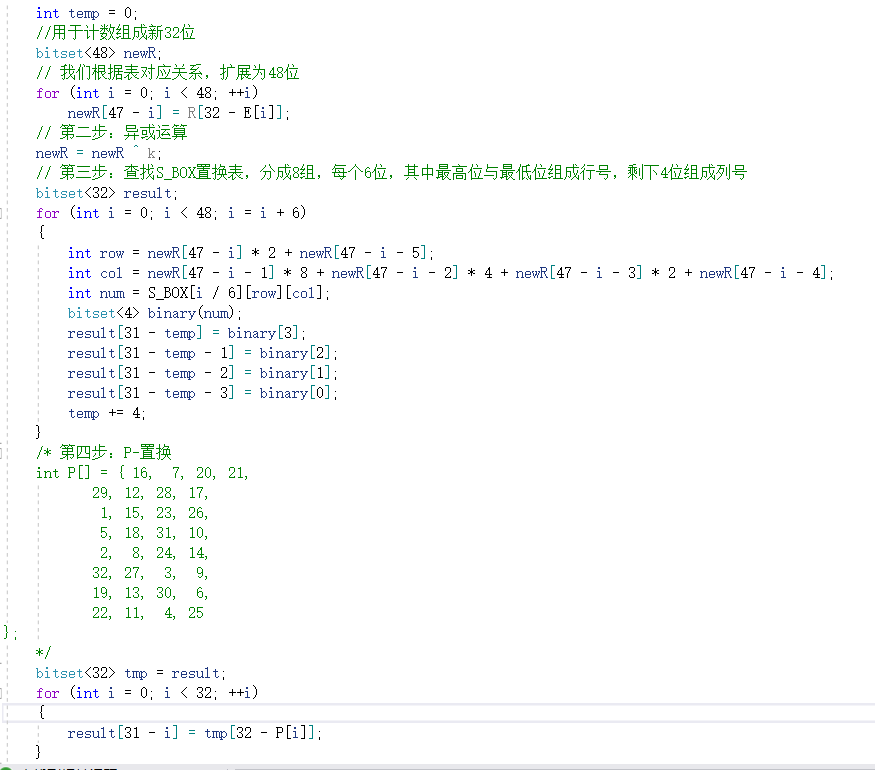 int temp = 0;
//用于计数组成新32位
bitset<48> newR;
// 我们根据表对应关系，扩展为48位
for (int i = 0; i < 48; ++i)
newR[47 - i] = R[32 - E[i]];
// 第二步：异或运算
newR = newR ^ k;
// 第三步：查找S_BOX置换表，分成8组，每个6位，其中最高位与最低位组成行号，剩下4位组成列号
bitset<32> result;
for (int i = 0; i < 48; i = i + 6)
{
int row = newR[47 - i] * 2 + newR[47 - i - 5];
int col = newR[47 - i - 1] * 8 + newR[47 - i - 2] * 4 + newR[47 - i - 3] * 2 + newR[47 - i - 4];
int num = S_BOX[i / 6][row][col];
bitset<4> binary(num);
result[31 - temp] = binary[3];
result[31 - temp - 1] = binary[2];
result[31 - temp - 2] = binary[1];
result[31 - temp - 3] = binary[0];
temp += 4;
}
/* 第四步：P-置换
int P[] = { 16, 7, 20, 21,
29, 12, 28, 17,
1, 15, 23, 26,
5, 18, 31, 10,
2, 8, 24, 14,
32, 27, 3, 9,
19, 13, 30, 6,
22, 11, 4, 25
};
*/
bitset<32> tmp = result;
for (int i = 0; i < 32; ++i)
{
result[31 - i] = tmp[32 - P[i]];
}